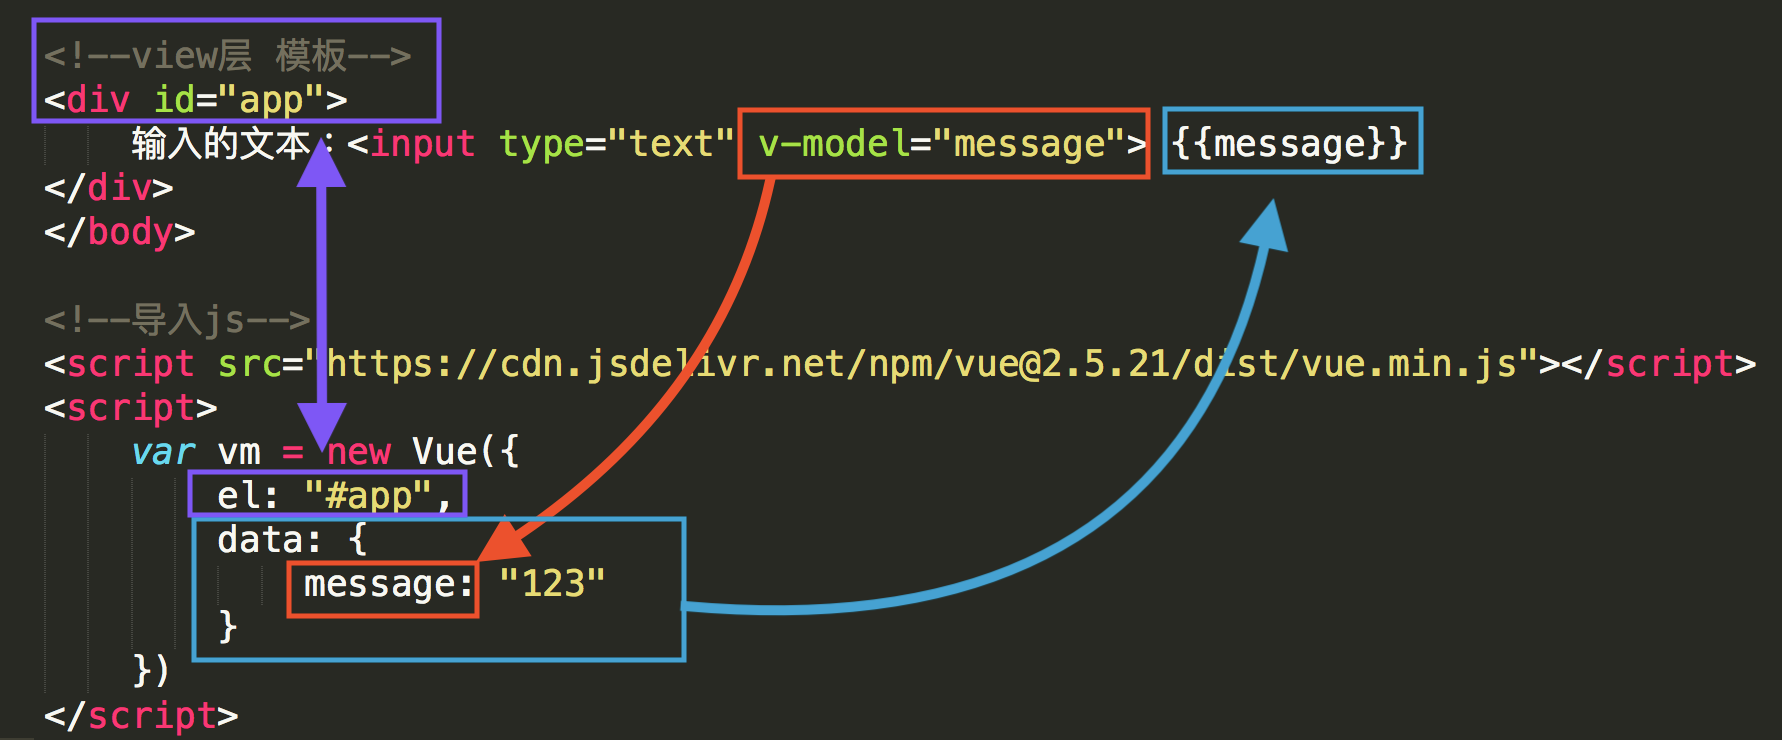 <!--view层 模板-->
<div id="app">
输入的文本：<input type="text" v-model="message"> {{message}}
</div>
</body>
<!--导入js-->
<script src="https://cdn.jsdelivr.net/npm/vue@2.5.21/dist/vue.min.js"></script>
<script>
var vm = new Vue({
el: "#app",
data: {
message: "123"
}
})
</script>